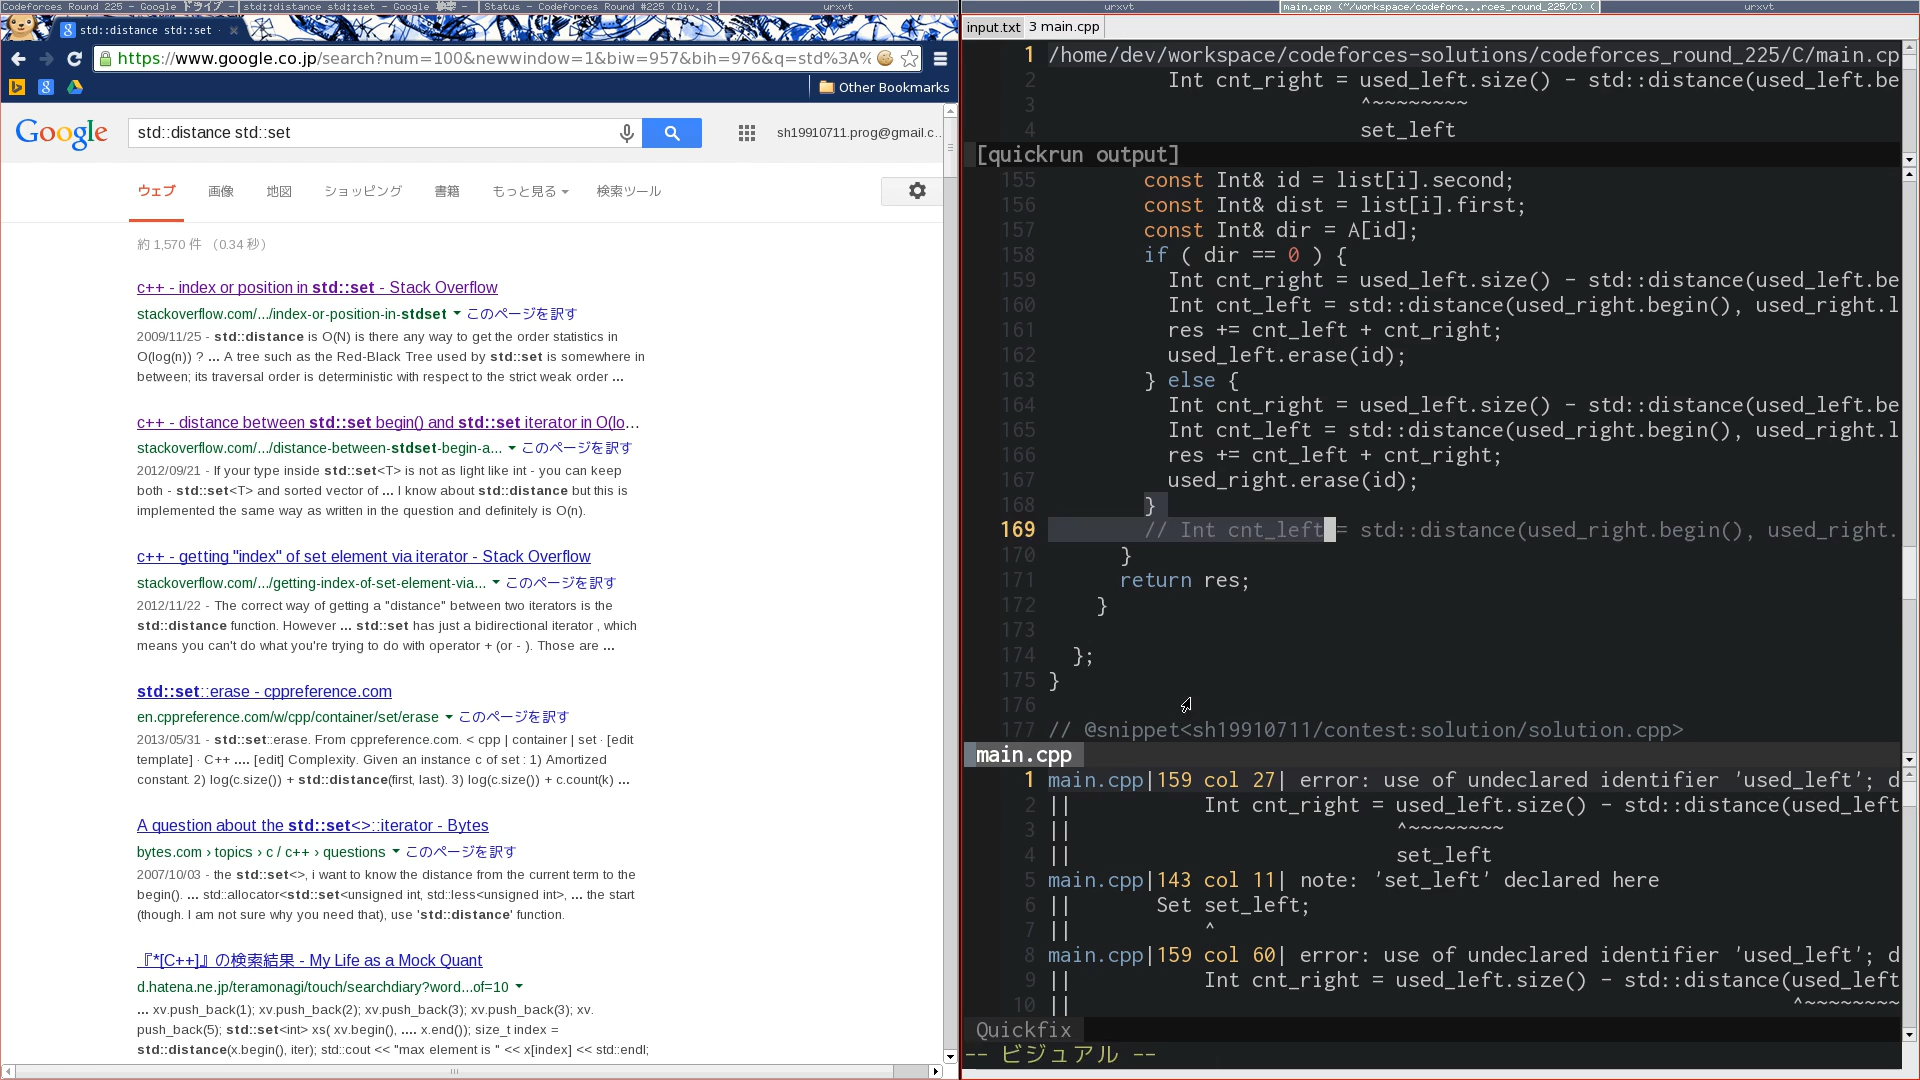 Codeforces Round 225 - Google ドライブ -
std::distance std::set - Google 検索 -
Status - Codeforces Round #225 (Div. 2
urxvt
urxvt
main.cpp (~/workspace/codeforc...rces_round_225/C) (
urxvt
std::distance std::set
https://www.google.co.jp/search?num=100&newwindow=1&biw=957&bih=976&q=std%3A%
Other Bookmarks
Google
std::distance std::set
sh19910711.prog@gmail.c...
ウェブ 画像 地図 ショッピング 書籍 もっと見る 検索ツール
約 1,570 件 (0.34 秒)
c++ - index or position in std::set - Stack Overflow
stackoverflow.com/.../index-or-position-in-stdset このページを訳す
2009/11/25 - std::distance is O(N) is there any way to get the order statistics in
O(log(n)) ? ... A tree such as the Red-Black Tree used by std::set is somewhere in
between; its traversal order is deterministic with respect to the strict weak order ...
c++ - distance between std::set begin() and std::set iterator in O(lo...
stackoverflow.com/.../distance-between-stdset-begin-a... このページを訳す
2012/09/21 - If your type inside std::set<T> is not as light like int - you can keep
both - std::set<T> and sorted vector of ... I know about std::distance but this is
implemented the same way as written in the question and definitely is O(n).
c++ - getting "index" of set element via iterator - Stack Overflow
stackoverflow.com/.../getting-index-of-set-element-via... このページを訳す
2012/11/22 - The correct way of getting a "distance" between two iterators is the
std::distance function. However ... std::set has just a bidirectional iterator , which
means you can't do what you're trying to do with operator + (or - ). Those are ...
std::set::erase - cppreference.com
en.cppreference.com/w/cpp/container/set/erase このページを訳す
2013/05/31 - std::set::erase. From cppreference.com. < cpp | container | set · [edit
template] · C++ .... [edit] Complexity. Given an instance c of set : 1) Amortized
constant. 2) log(c.size()) + std::distance(first, last). 3) log(c.size()) + c.count(k) ...
A question about the std::set<>::iterator - Bytes
bytes.com › topics › c / c++ › questions このページを訳す
2007/10/03 - the std::set<>, i want to know the distance from the current term to the
begin(). ... std::allocator<std::set<unsigned int, std::less<unsigned int>, ... the start
(though. I am not sure why you need that), use 'std::distance' function.
『*[C++]』の検索結果 - My Life as a Mock Quant
d.hatena.ne.jp/teramonagi/touch/searchdiary?word...of=10
... xv.push_back(1); xv.push_back(2); xv.push_back(3); xv.push_back(3); xv.
push_back(5); std::set<int> xs( xv.begin(), .... x.end()); size_t index =
std::distance(x.begin(), iter); std::cout << "max element is " << x[index] << std::endl;
input.txt 3 main.cpp
1 /home/dev/workspace/codeforces-solutions/codeforces_round_225/C/main.cp
2 Int cnt_right = used_left.size() - std::distance(used_left.be
3 ^~~~~~~~~
4 set_left
[quickrun output]
155 const Int& id = list[i].second;
156 const Int& dist = list[i].first;
157 const Int& dir = A[id];
158 if ( dir == 0 ) {
159 Int cnt_right = used_left.size() - std::distance(used_left.be
160 Int cnt_left = std::distance(used_right.begin(), used_right.l
161 res += cnt_left + cnt_right;
162 used_left.erase(id);
163 } else {
164 Int cnt_right = used_left.size() - std::distance(used_left.be
165 Int cnt_left = std::distance(used_right.begin(), used_right.l
166 res += cnt_left + cnt_right;
167 used_right.erase(id);
168 }
169 // Int cnt_left = std::distance(used_right.begin(), used_right.
170 }
171 return res;
172 }
173
174 };
175 }
176
177 // @snippet<sh19910711/contest:solution/solution.cpp>
main.cpp
1 main.cpp|159 col 27| error: use of undeclared identifier 'used_left'; d
2 || Int cnt_right = used_left.size() - std::distance(used_left
3 || ^~~~~~~~~
4 || set_left
5 main.cpp|143 col 11| note: 'set_left' declared here
6 || Set set_left;
7 || ^
8 main.cpp|159 col 60| error: use of undeclared identifier 'used_left'; d
9 || Int cnt_right = used_left.size() - std::distance(used_left
10 || ^~~~~~~~~
Quickfix
-- ビジュアル --